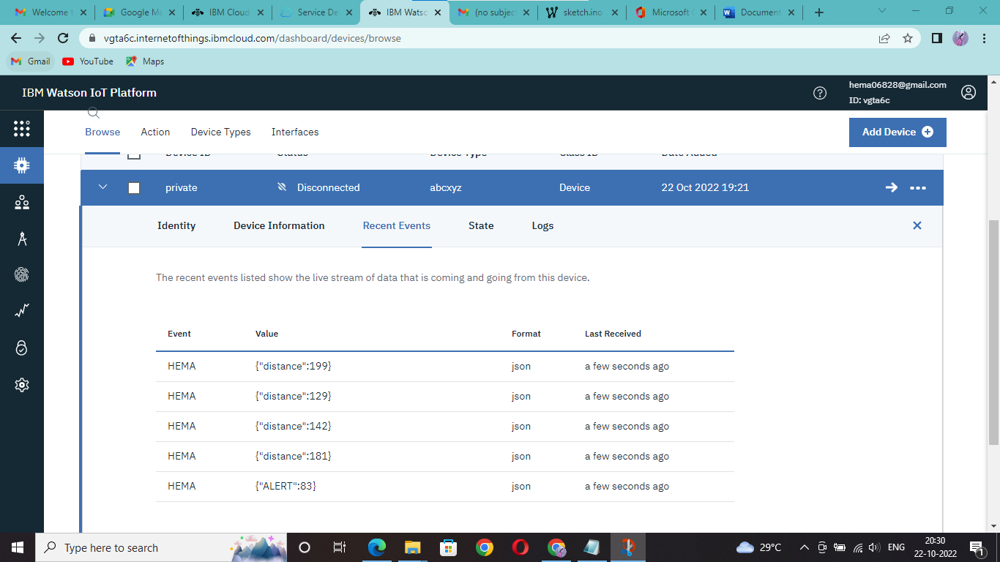 Welcome t
Google Me
IBM Cloud
Service De
IBM Watso
(no subject
sketch.ino
Microsoft
Document
vgta6c.internetofthings.ibmcloud.com/dashboard/devices/browse
Gmail
YouTube
Maps
IBM Watson IoT Platform
hema06828@gmail.com
ID: vgta6c
Browse Action Device Types Interfaces
Add Device
Device ID Status Device Type Class ID Date Added
private Disconnected abcxyz Device 22 Oct 2022 19:21
Identity Device Information Recent Events State Logs
The recent events listed show the live stream of data that is coming and going from this device.
Event Value Format Last Received
HEMA {"distance":199} json a few seconds ago
HEMA {"distance":129} json a few seconds ago
HEMA {"distance":142} json a few seconds ago
HEMA {"distance":181} json a few seconds ago
HEMA {"ALERT":83} json a few seconds ago
Type here to search
29°C
ENG
20:30
22-10-2022
1